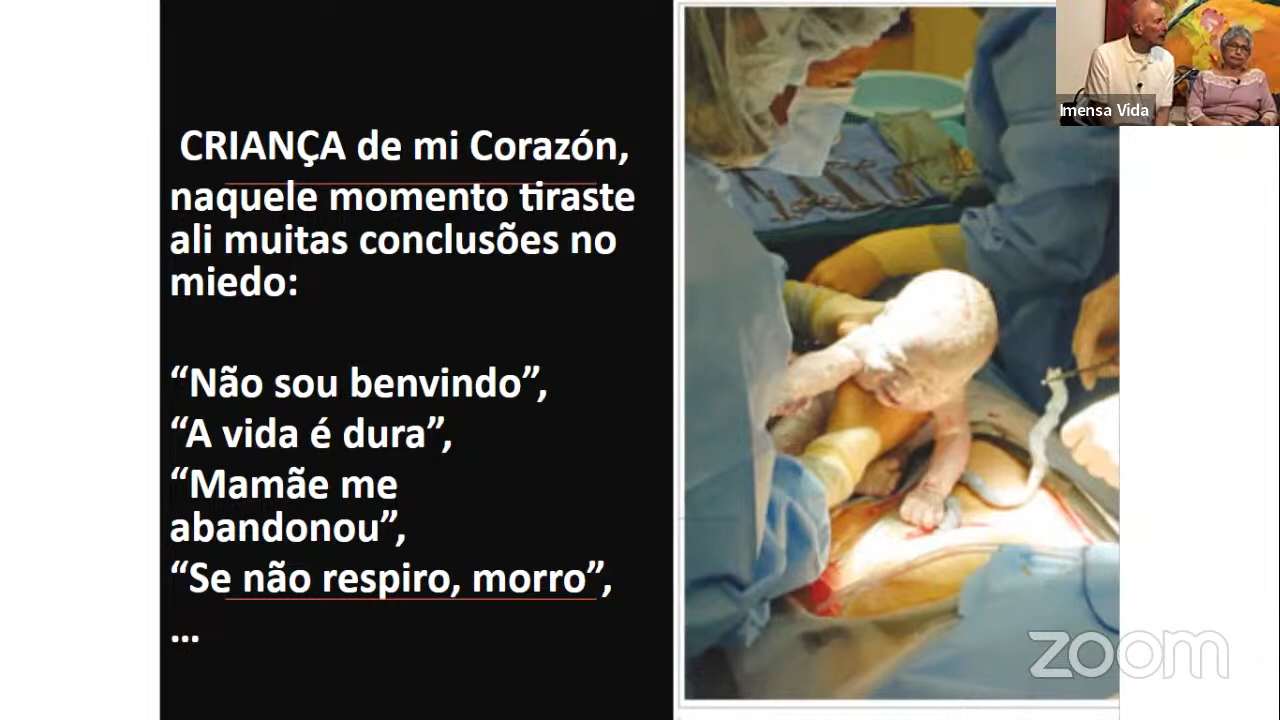 CRIANÇA de mi Corazón,
naquele momento tiraste
ali muitas conclusões no
miedo:
“Não sou benvindo”,
“A vida é dura”,
“Mamãe me
abandonou”,
“Se não respiro, morro”,
...
Imensa Vida
zoom